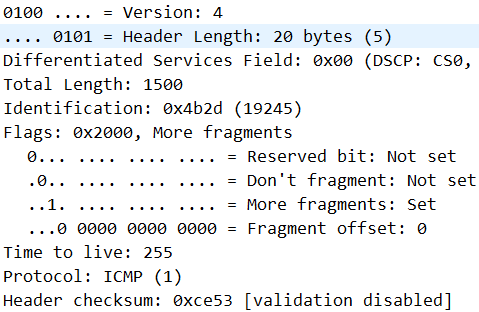 0100 .... = Version: 4
.... 0101 = Header Length: 20 bytes (5)
Differentiated Services Field: 0x00 (DSCP: CS0,
Total Length: 1500
Identification: 0x4b2d (19245)
Flags: 0x2000, More fragments
0... .... .... .... = Reserved bit: Not set
.0.. .... .... .... = Don't fragment: Not set
..1. .... .... .... = More fragments: Set
...0 0000 0000 0000 = Fragment offset: 0
Time to live: 255
Protocol: ICMP (1)
Header checksum: 0xce53 [validation disabled]